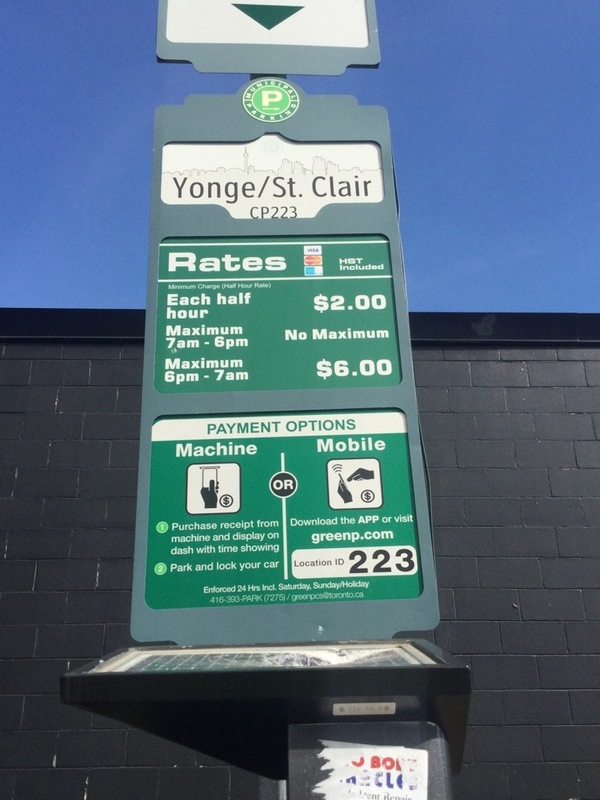 MUNICIPAL
P
PARKING
Yonge/St. Clair
CP223
Rates
VISA
HST
Included
Minimum Charge (Half Hour Rate)
Each half
hour
$2.00
Maximum
7am - 6pm
No Maximum
Maximum
6pm - 7am
$6.00
PAYMENT OPTIONS
Machine
OR
Mobile
$
$
1 Purchase receipt from
machine and display on
dash with time showing
2 Park and lock your car
Download the APP or visit
greenp.com
Location ID 223
Enforced 24 Hrs Incl. Saturday, Sunday/Holiday
416-393-PARK (7275) / greenpcs@toronto.ca
Dent Repair